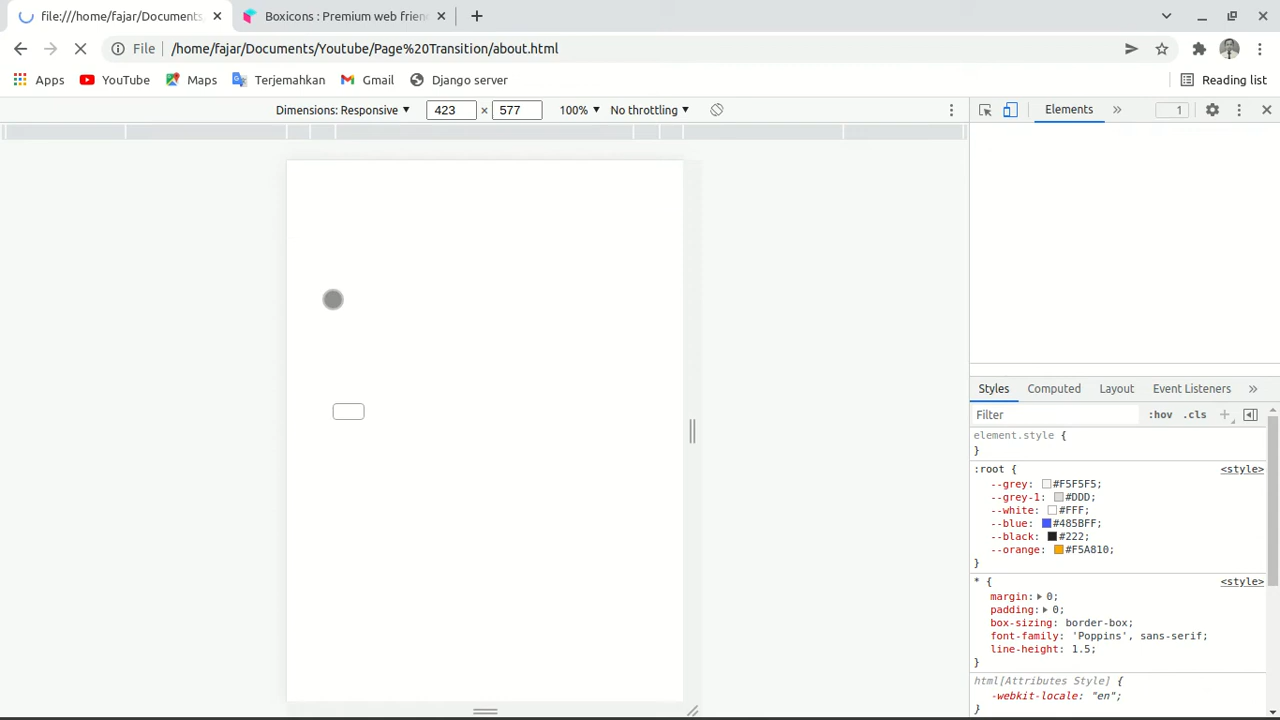 file:///home/fajar/Documents,
Boxicons : Premium web frien
File
/home/fajar/Documents/Youtube/Page%20Transition/about.html
Apps
YouTube
Maps
Terjemahkan
Gmail
Django server
Reading list
Dimensions: Responsive
423
×
577
100%
No throttling
Elements
»
1
Styles
Computed
Layout
Event Listeners
»
Filter
:hov
.cls
element.style {
}
:root {
<style>
--grey: #F5F5F5;
--grey-1: #DDD;
--white: #FFF;
--blue: #485BFF;
--black: #222;
--orange: #F5A810;
}
* {
<style>
margin: 0;
padding: 0;
box-sizing: border-box;
font-family: 'Poppins', sans-serif;
line-height: 1.5;
}
html[Attributes Style] {
-webkit-locale: "en";
}